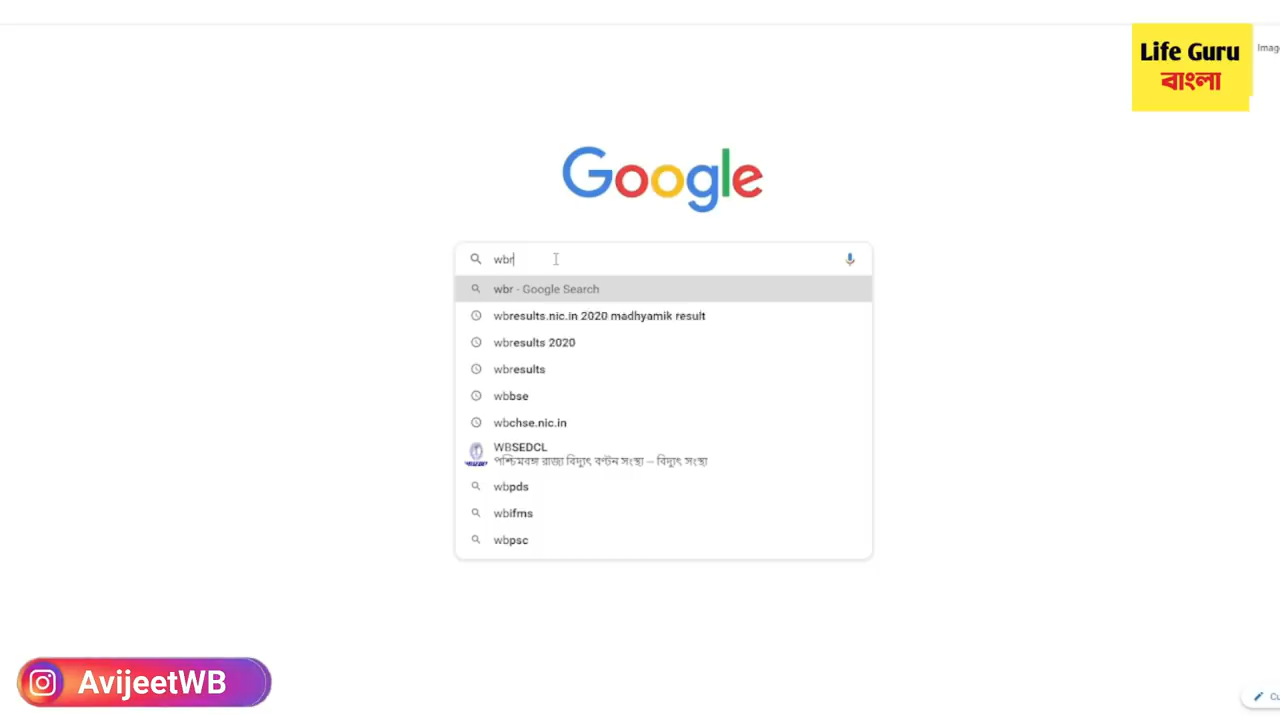 Life Guru
বাংলা
Google
wbr
wbr - Google Search
wbresults.nic.in 2020 madhyamik result
wbresults 2020
wbresults
wbbse
wbchse.nic.in
WBSEDCL
পশ্চিমবঙ্গ রাজ্য বিদ্যুৎ বণ্টন সংস্থা – বিদ্যুৎ সংস্থা
wbpds
wbifms
wbpsc
AvijeetWB